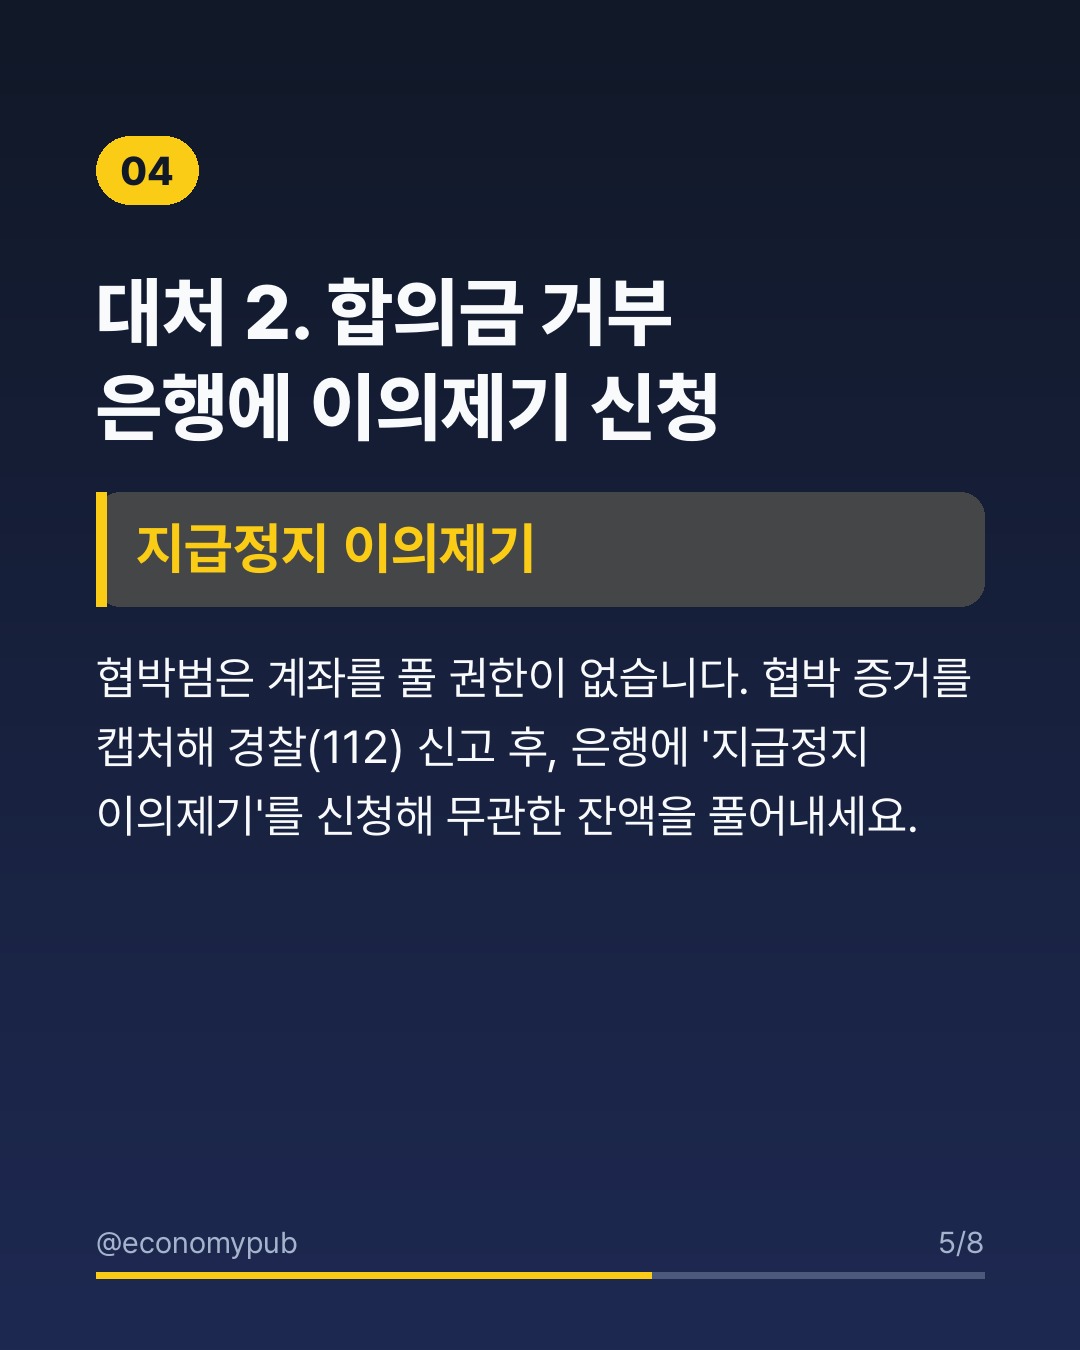 04
대처 2. 합의금 거부
은행에 이의제기 신청
지급정지 이의제기
협박범은 계좌를 풀 권한이 없습니다. 협박 증거를
캡처해 경찰(112) 신고 후, 은행에 '지급정지
이의제기'를 신청해 무관한 잔액을 풀어내세요.
@economypub
5/8